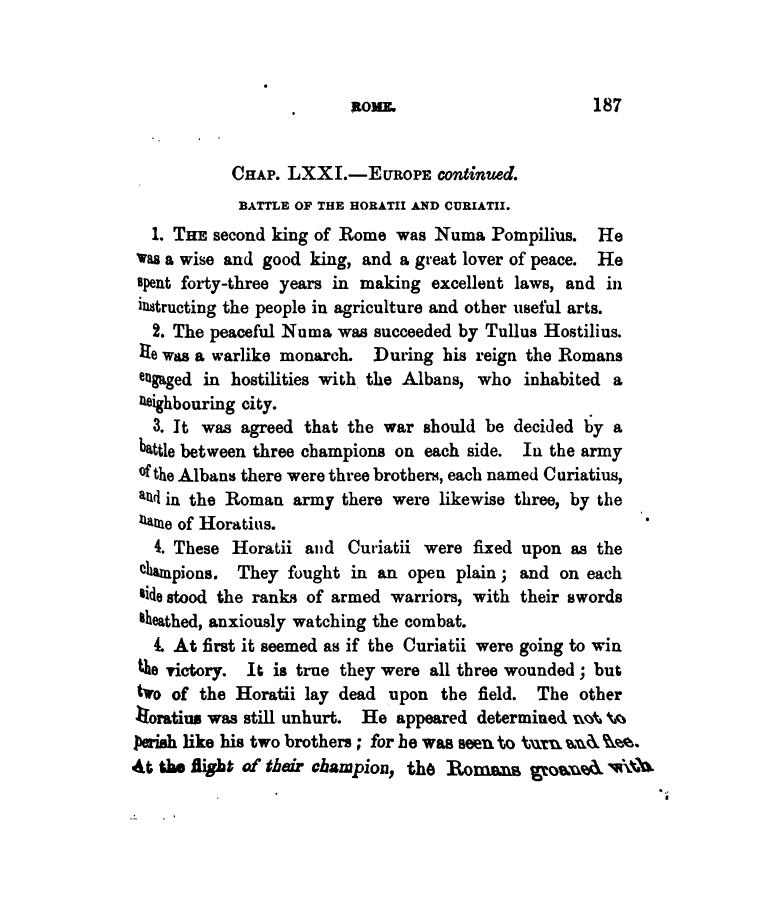 ROME.
187
CHAP. LXXI.—EUROPE continued.
BATTLE OF THE HORATII AND CURIATII.
1. THE second king of Rome was Numa Pompilius. He
was a wise and good king, and a great lover of peace. He
spent forty-three years in making excellent laws, and in
instructing the people in agriculture and other useful arts.
2. The peaceful Numa was succeeded by Tullus Hostilius.
He was a warlike monarch. During his reign the Romans
engaged in hostilities with the Albans, who inhabited a
neighbouring city.
3. It was agreed that the war should be decided by a
battle between three champions on each side. In the army
of the Albans there were three brothers, each named Curiatius,
and in the Roman army there were likewise three, by the
name of Horatius.
4. These Horatii and Curiatii were fixed upon as the
champions. They fought in an open plain; and on each
side stood the ranks of armed warriors, with their swords
sheathed, anxiously watching the combat.
4. At first it seemed as if the Curiatii were going to win
the victory. It is true they were all three wounded; but
two of the Horatii lay dead upon the field. The other
Horatius was still unhurt. He appeared determined not to
perish like his two brothers; for he was seen to turn and flee.
At the flight of their champion, the Romans groaned with